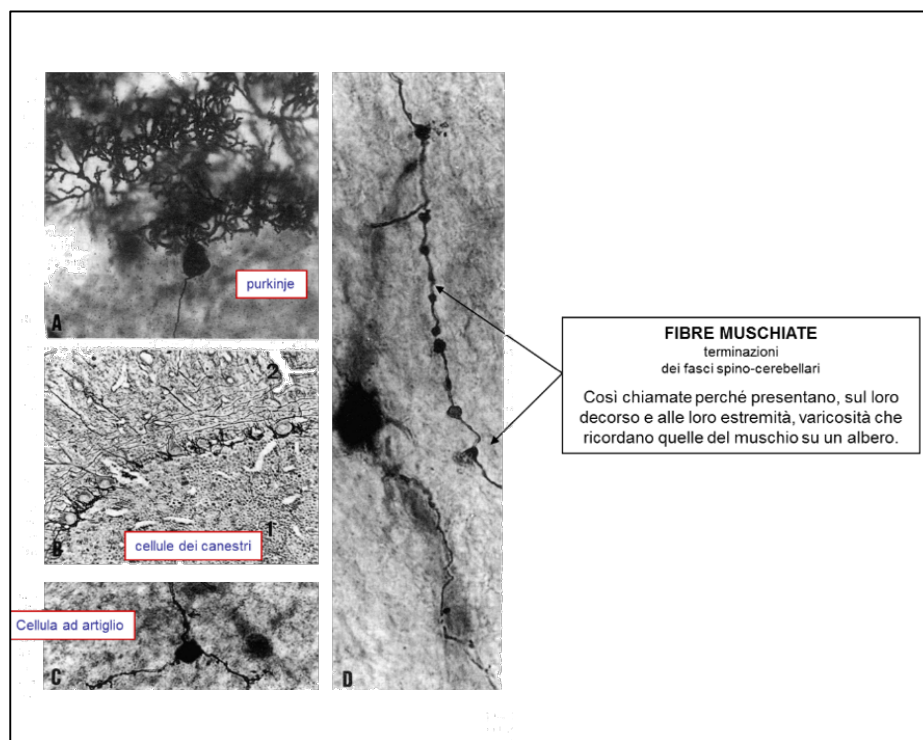 purkinje
A
2
1
B
cellule dei canestri
Cellula ad artiglio
C
D
FIBRE MUSCHIATE
terminazioni
dei fasci spino-cerebellari
Così chiamate perché presentano, sul loro
decorso e alle loro estremità, varicosità che
ricordano quelle del muschio su un albero.